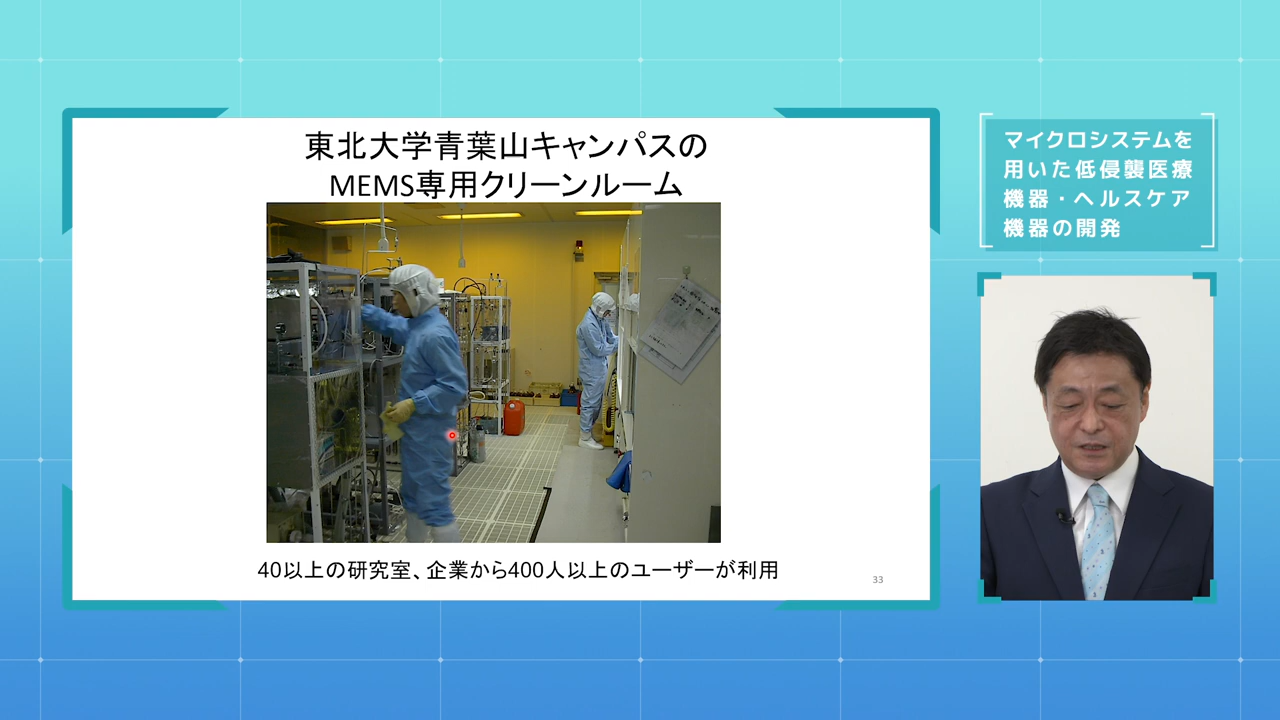 東北大学青葉山キャンパスの
MEMS専用クリーンルーム
40以上の研究室、企業から400人以上のユーザーが利用
33
マイクロシステムを
用いた低侵襲医療
機器・ヘルスケア
機器の開発